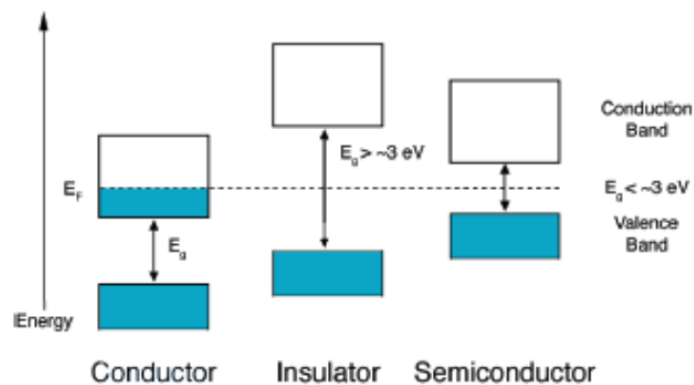 Conduction
Band
E_g > ~3 eV
E_F
E_g < ~3 eV
Valence
Band
E_g
Energy
Conductor
Insulator
Semiconductor